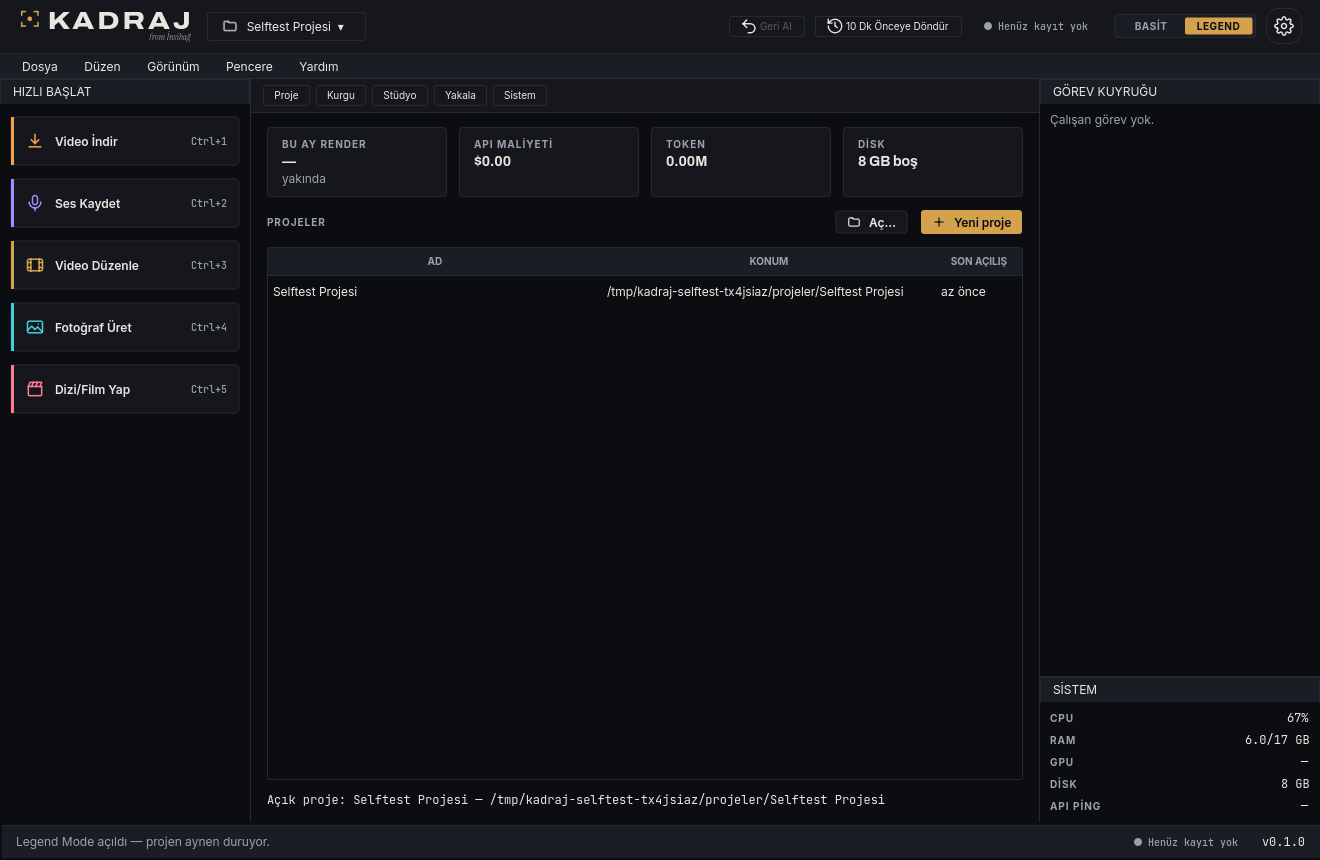 KADRAJ
from hsibağ
Selftest Projesi ▾
Geri Al
10 Dk Önceye Döndür
Henüz kayıt yok
BASİT
LEGEND
Dosya
Düzen
Görünüm
Pencere
Yardım
HIZLI BAŞLAT
Video İndir
Ctrl+1
Ses Kaydet
Ctrl+2
Video Düzenle
Ctrl+3
Fotoğraf Üret
Ctrl+4
Dizi/Film Yap
Ctrl+5
Proje
Kurgu
Stüdyo
Yakala
Sistem
BU AY RENDER
—
yakında
API MALİYETİ
$0.00
TOKEN
0.00M
DİSK
8 GB boş
PROJELER
Aç...
+ Yeni proje
AD
KONUM
SON AÇILIŞ
Selftest Projesi
/tmp/kadraj-selftest-tx4jsiaz/projeler/Selftest Projesi
az önce
Açık proje: Selftest Projesi — /tmp/kadraj-selftest-tx4jsiaz/projeler/Selftest Projesi
GÖREV KUYRUĞU
Çalışan görev yok.
SİSTEM
CPU
67%
RAM
6.0/17 GB
GPU
—
DİSK
8 GB
API PİNG
—
Legend Mode açıldı — projen aynen duruyor.
Henüz kayıt yok
v0.1.0